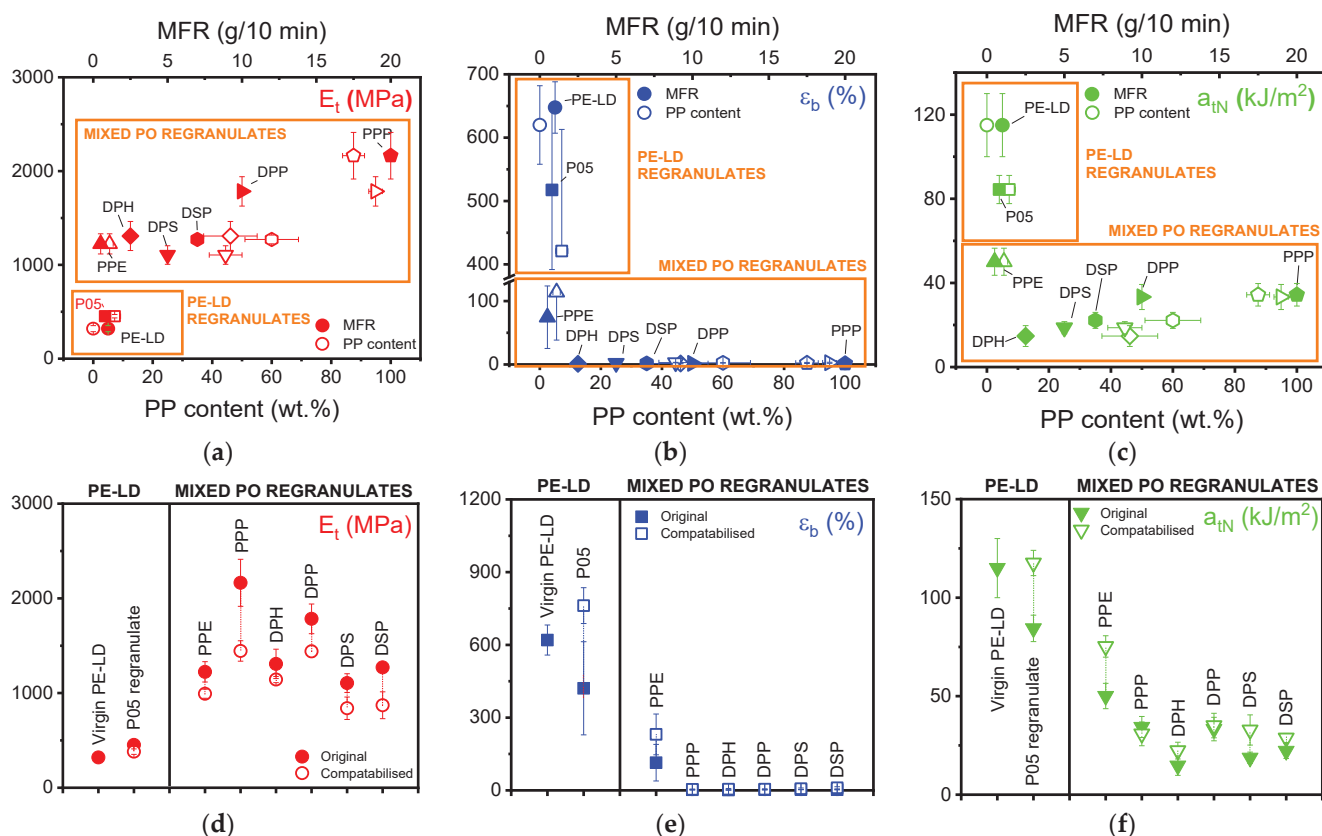 MFR (g/10 min)
0 5 10 15 20
3000
2000
1000
0
E_t (MPa)
MIXED PO REGRANULATES
PPP
DPP
DPH
DSP
DPS
PPE
P05
PE-LD
REGRANULATES
PE-LD
MFR
PP content
0 20 40 60 80 100
PP content (wt.%)
(a)
MFR (g/10 min)
0 5 10 15 20
700
600
500
400
100
0
ε_b (%)
PE-LD
MFR
PP content
PE-LD
REGRANULATES
P05
MIXED PO REGRANULATES
PPE
DPH
DPS
DSP
DPP
PPP
0 20 40 60 80 100
PP content (wt.%)
(b)
MFR (g/10 min)
0 5 10 15 20
120
80
40
0
a_tN (kJ/m²)
PE-LD
MFR
PP content
PE-LD
REGRANULATES
P05
MIXED PO REGRANULATES
PPE
DPS
DSP
DPP
PPP
DPH
0 20 40 60 80 100
PP content (wt.%)
(c)
PE-LD
MIXED PO REGRANULATES
3000
2000
1000
0
E_t (MPa)
Virgin PE-LD
P05 regranulate
PPE
PPP
DPH
DPP
DPS
DSP
Original
Compatabilised
(d)
PE-LD
MIXED PO REGRANULATES
1200
900
600
300
0
Original
Compatabilised
ε_b (%)
Virgin PE-LD
P05
PPE
PPP
DPH
DPP
DPS
DSP
(e)
PE-LD
MIXED PO REGRANULATES
150
100
50
0
Original
Compatabilised
a_tN (kJ/m²)
Virgin PE-LD
P05 regranulate
PPE
PPP
DPH
DPP
DPS
DSP
(f)